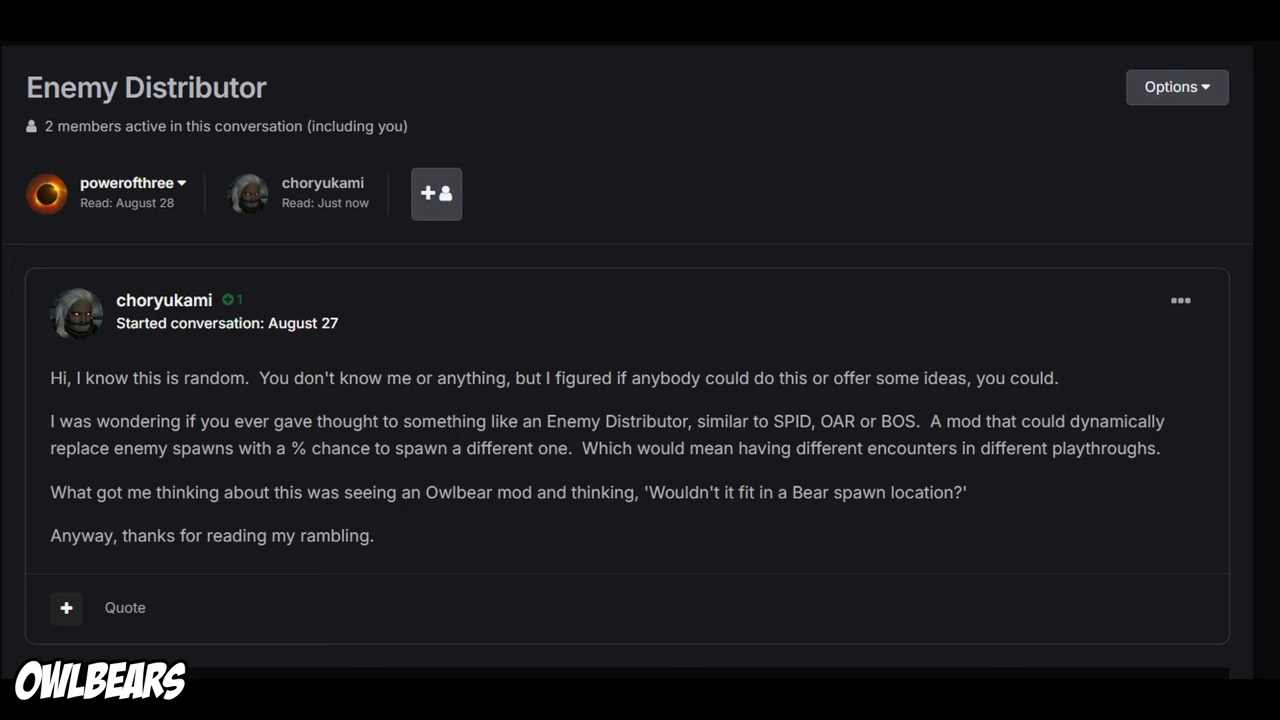 Enemy Distributor
Options
2 members active in this conversation (including you)
powerofthree
Read: August 28
choryukami
Read: Just now
choryukami 1
Started conversation: August 27
Hi, I know this is random.  You don't know me or anything, but I figured if anybody could do this or offer some ideas, you could.
I was wondering if you ever gave thought to something like an Enemy Distributor, similar to SPID, OAR or BOS.  A mod that could dynamically
replace enemy spawns with a % chance to spawn a different one.  Which would mean having different encounters in different playthroughs.
What got me thinking about this was seeing an Owlbear mod and thinking, 'Wouldn't it fit in a Bear spawn location?'
Anyway, thanks for reading my rambling.
Quote
OWLBEARS